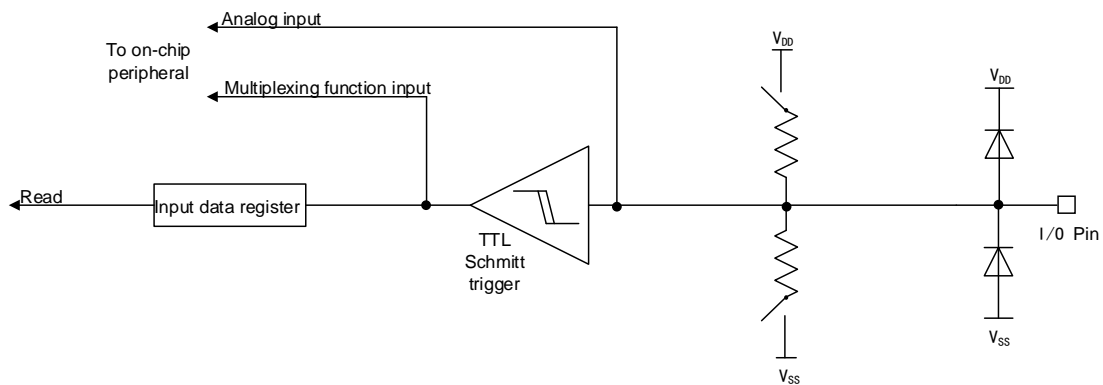 Analog input
To on-chip
peripheral
Multiplexing function input
Read
Input data register
TTL
Schmitt
trigger
VDD
VSS
VDD
VSS
I/O Pin